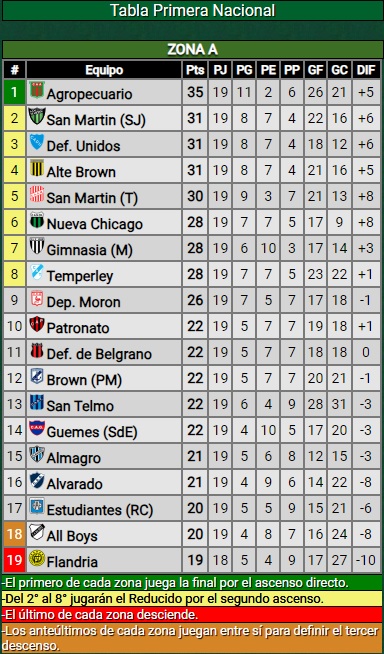 Tabla Primera Nacional
ZONA A
# Equipo Pts PJ PG PE PP GF GC DIF
1 Agropecuario 35 19 11 2 6 26 21 +5
2 San Martin (SJ) 31 19 8 7 4 22 16 +6
3 Def. Unidos 31 19 8 7 4 18 12 +6
4 Alte Brown 31 19 8 7 4 21 16 +5
5 San Martin (T) 30 19 9 3 7 21 13 +8
6 Nueva Chicago 28 19 7 7 5 17 9 +8
7 Gimnasia (M) 28 19 6 10 3 17 14 +3
8 Temperley 28 19 7 7 5 23 22 +1
9 Dep. Moron 26 19 7 5 7 17 18 -1
10 Patronato 22 19 5 7 7 19 18 +1
11 Def. de Belgrano 22 19 5 7 7 18 18 0
12 Brown (PM) 22 19 5 7 7 20 21 -1
13 San Telmo 22 19 6 4 9 28 31 -3
14 Guemes (SdE) 22 19 4 10 5 17 20 -3
15 Almagro 21 19 5 6 8 12 15 -3
16 Alvarado 21 19 4 9 6 14 22 -8
17 Estudiantes (RC) 20 19 5 5 9 15 21 -6
18 All Boys 20 19 4 8 7 16 24 -8
19 Flandria 19 18 5 4 9 17 27 -10
-El primero de cada zona juega la final por el ascenso directo.
-Del 2° al 8° jugarán el Reducido por el segundo ascenso.
-El último de cada zona desciende.
-Los anteúltimos de cada zona juegan entre sí para definir el tercer
descenso.